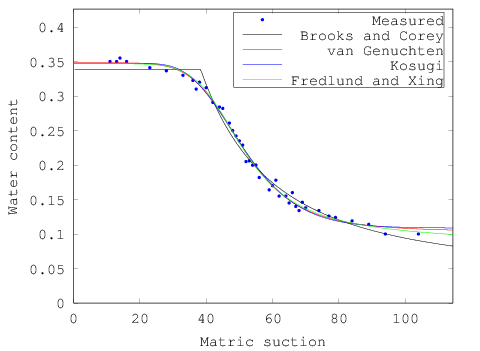 0.4
0.35
0.3
0.25
0.2
0.15
0.1
0.05
0
0
20
40
60
80
100
Water content
Matric suction
Measured
Brooks and Corey
van Genuchten
Kosugi
Fredlund and Xing